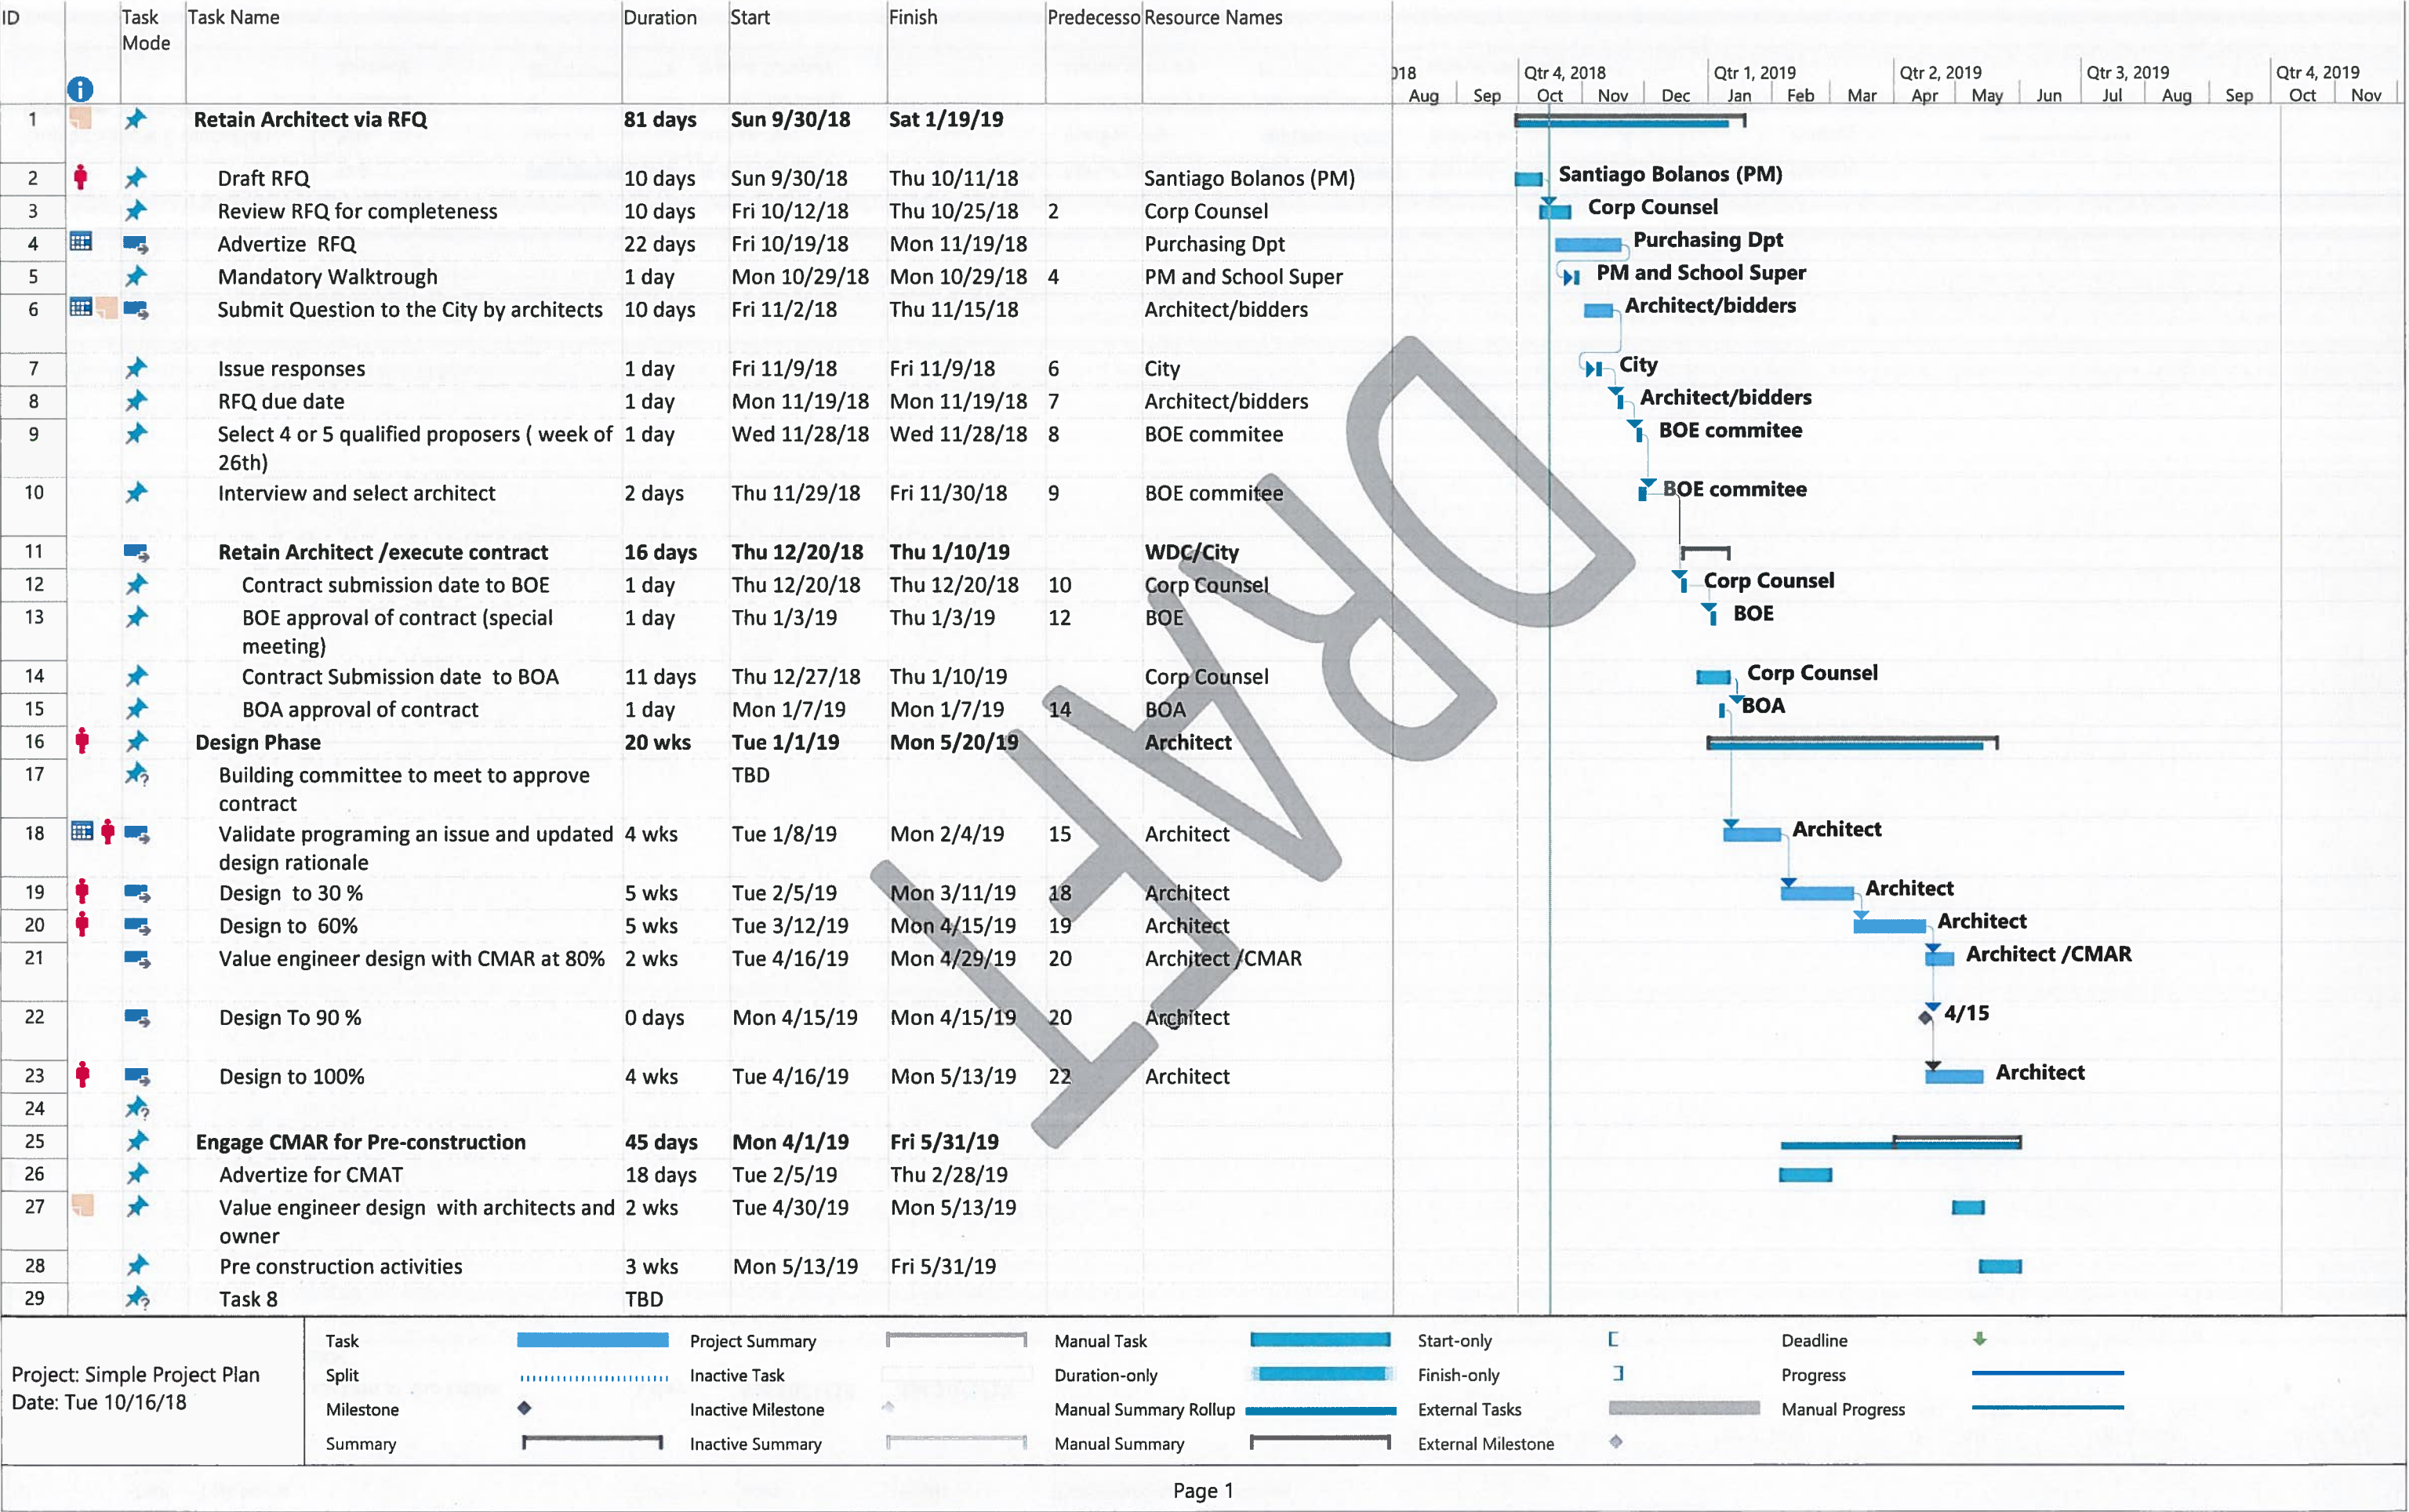 ID Task Mode Task Name Duration Start Finish Predecesso Resource Names
018 Qtr 4, 2018 Qtr 1, 2019 Qtr 2, 2019 Qtr 3, 2019 Qtr 4, 2019
Aug Sep Oct Nov Dec Jan Feb Mar Apr May Jun Jul Aug Sep Oct Nov
1 Retain Architect via RFQ 81 days Sun 9/30/18 Sat 1/19/19
2 Draft RFQ 10 days Sun 9/30/18 Thu 10/11/18 Santiago Bolanos (PM) Santiago Bolanos (PM)
3 Review RFQ for completeness 10 days Fri 10/12/18 Thu 10/25/18 2 Corp Counsel Corp Counsel
4 Advertize RFQ 22 days Fri 10/19/18 Mon 11/19/18 Purchasing Dpt Purchasing Dpt
5 Mandatory Walktrough 1 day Mon 10/29/18 Mon 10/29/18 4 PM and School Super PM and School Super
6 Submit Question to the City by architects 10 days Fri 11/2/18 Thu 11/15/18 Architect/bidders Architect/bidders
7 Issue responses 1 day Fri 11/9/18 Fri 11/9/18 6 City City
8 RFQ due date 1 day Mon 11/19/18 Mon 11/19/18 7 Architect/bidders Architect/bidders
9 Select 4 or 5 qualified proposers ( week of 1 day Wed 11/28/18 Wed 11/28/18 8 BOE commitee BOE commitee
26th)
10 Interview and select architect 2 days Thu 11/29/18 Fri 11/30/18 9 BOE commitee BOE commitee
11 Retain Architect /execute contract 16 days Thu 12/20/18 Thu 1/10/19 WDC/City
12 Contract submission date to BOE 1 day Thu 12/20/18 Thu 12/20/18 10 Corp Counsel Corp Counsel
13 BOE approval of contract (special 1 day Thu 1/3/19 Thu 1/3/19 12 BOE BOE
meeting)
14 Contract Submission date to BOA 11 days Thu 12/27/18 Thu 1/10/19 Corp Counsel Corp Counsel
15 BOA approval of contract 1 day Mon 1/7/19 Mon 1/7/19 14 BOA BOA
16 Design Phase 20 wks Tue 1/1/19 Mon 5/20/19 Architect
17 Building committee to meet to approve TBD
contract
18 Validate programing an issue and updated 4 wks Tue 1/8/19 Mon 2/4/19 15 Architect Architect
design rationale
19 Design to 30 % 5 wks Tue 2/5/19 Mon 3/11/19 18 Architect Architect
20 Design to 60% 5 wks Tue 3/12/19 Mon 4/15/19 19 Architect Architect
21 Value engineer design with CMAR at 80% 2 wks Tue 4/16/19 Mon 4/29/19 20 Architect /CMAR Architect /CMAR
22 Design To 90 % 0 days Mon 4/15/19 Mon 4/15/19 20 Architect 4/15
23 Design to 100% 4 wks Tue 4/16/19 Mon 5/13/19 22 Architect Architect
24
25 Engage CMAR for Pre-construction 45 days Mon 4/1/19 Fri 5/31/19
26 Advertize for CMAT 18 days Tue 2/5/19 Thu 2/28/19
27 Value engineer design with architects and 2 wks Tue 4/30/19 Mon 5/13/19
owner
28 Pre construction activities 3 wks Mon 5/13/19 Fri 5/31/19
29 Task 8 TBD
DRAFT
Project: Simple Project Plan
Date: Tue 10/16/18
Task Project Summary Manual Task Start-only Deadline
Split Inactive Task Duration-only Finish-only Progress
Milestone Inactive Milestone Manual Summary Rollup External Tasks Manual Progress
Summary Inactive Summary Manual Summary External Milestone
Page 1